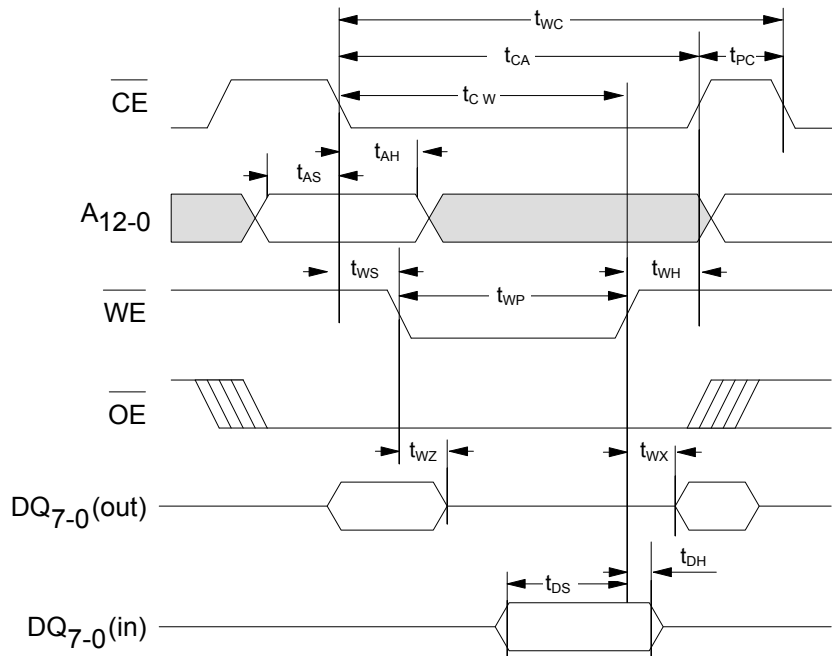 tWC
tCA
tPC
CE
tC W
tAH
tAS
A12-0
tWS
tWH
tWP
WE
OE
tWZ
tWX
DQ7-0(out)
tDH
tDS
DQ7-0(in)